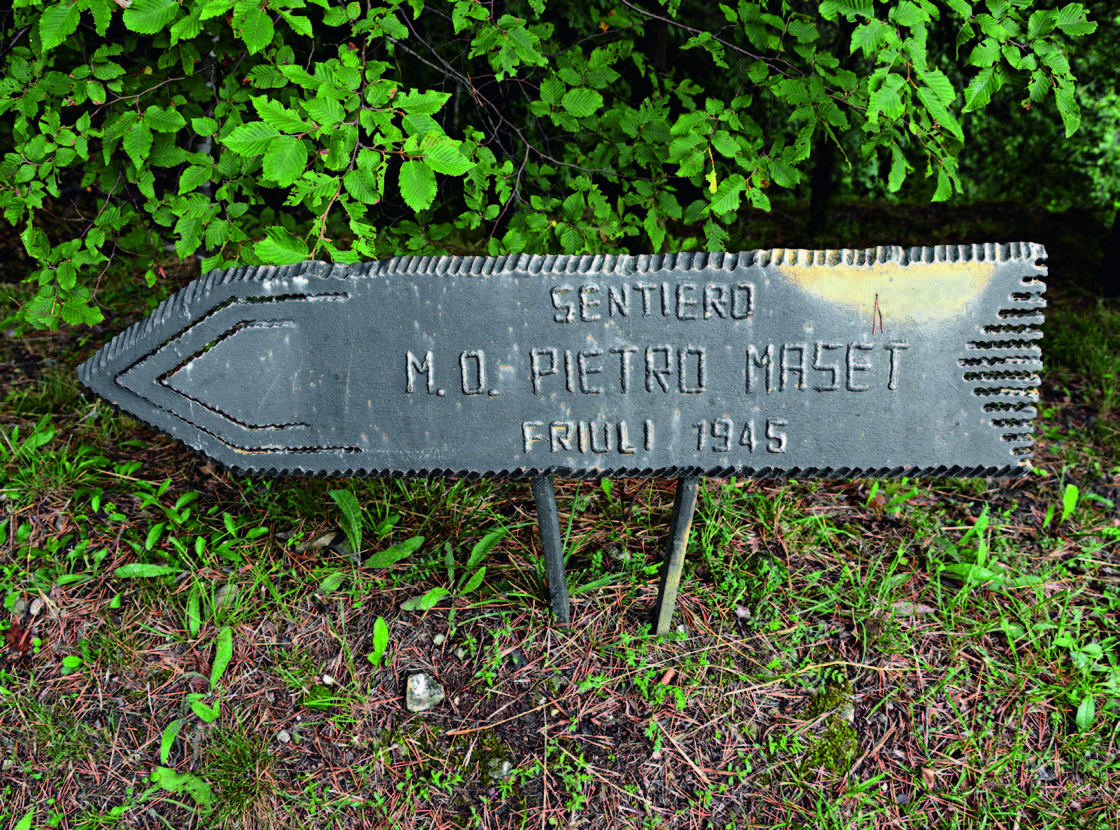 SENTIERO
M.O. PIETRO MASET
FRIULI 1945